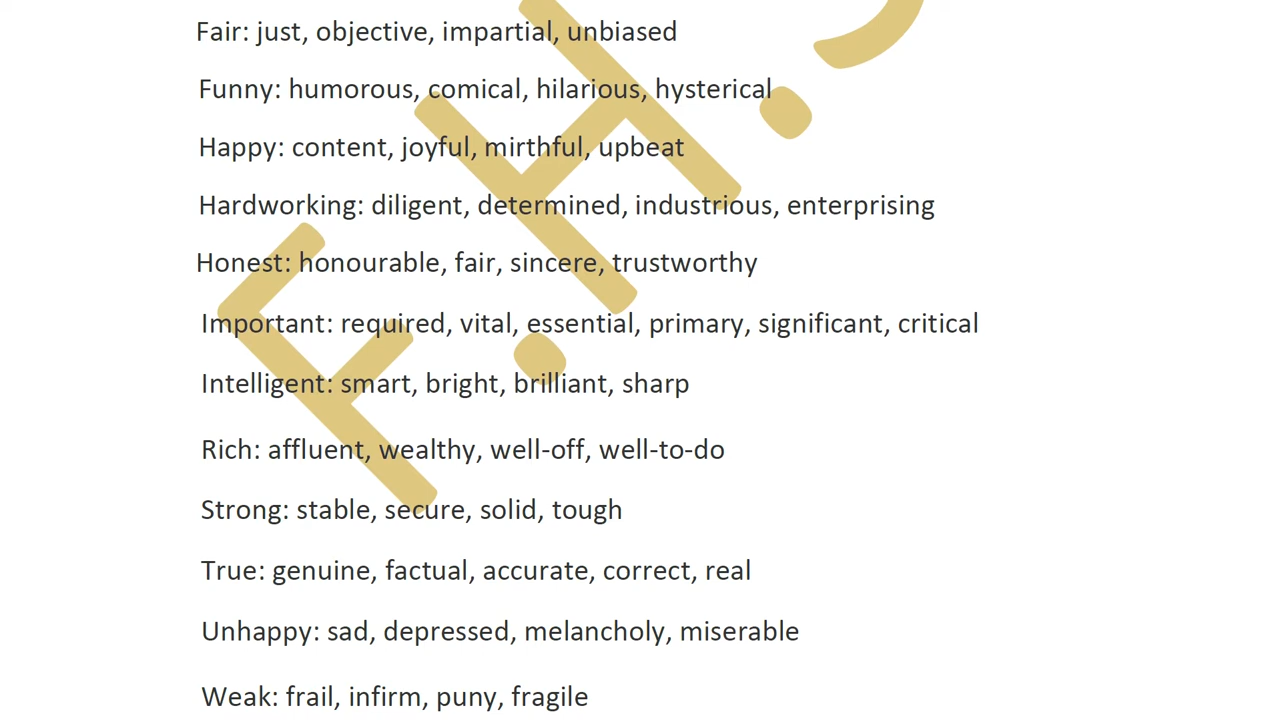 Fair: just, objective, impartial, unbiased
Funny: humorous, comical, hilarious, hysterical
Happy: content, joyful, mirthful, upbeat
Hardworking: diligent, determined, industrious, enterprising
Honest: honourable, fair, sincere, trustworthy
Important: required, vital, essential, primary, significant, critical
Intelligent: smart, bright, brilliant, sharp
Rich: affluent, wealthy, well-off, well-to-do
Strong: stable, secure, solid, tough
True: genuine, factual, accurate, correct, real
Unhappy: sad, depressed, melancholy, miserable
Weak: frail, infirm, puny, fragile
F.H.